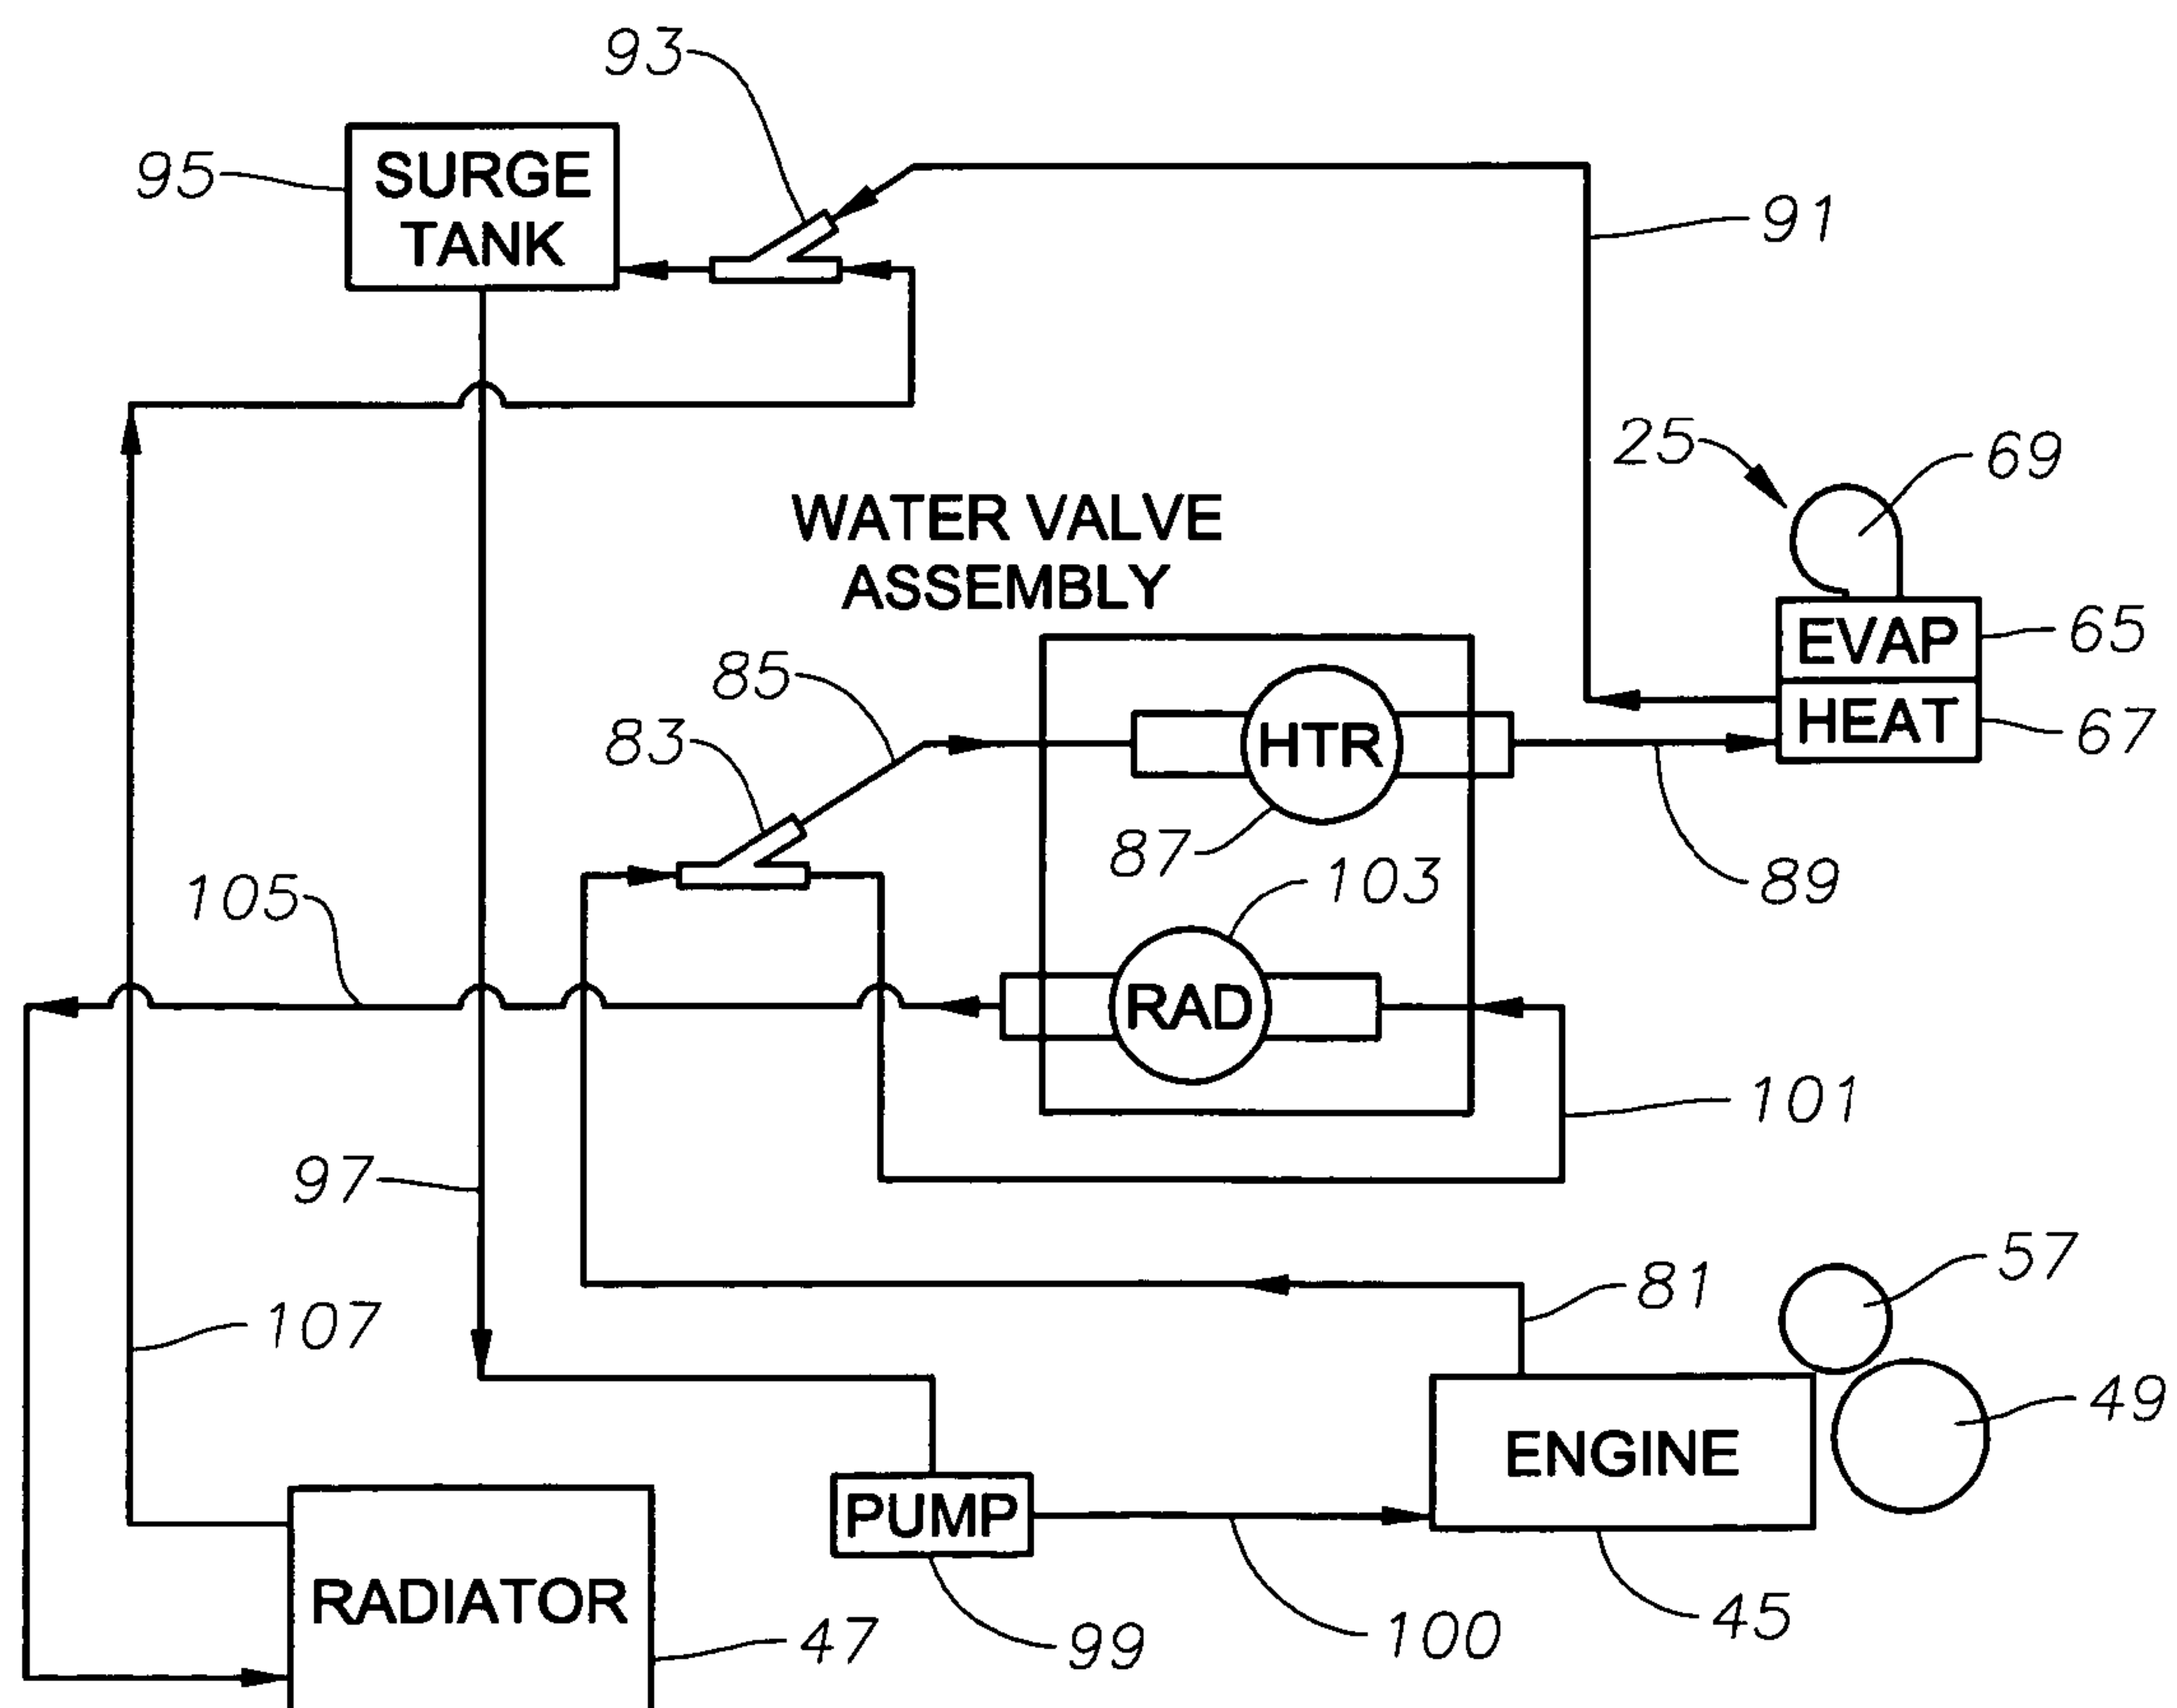 93
95
SURGE
TANK
91
25
69
WATER VALVE
ASSEMBLY
85
EVAP
65
83
HTR
HEAT
67
87
103
89
105
RAD
101
97
57
81
107
49
ENGINE
PUMP
RADIATOR
47
99
100
45